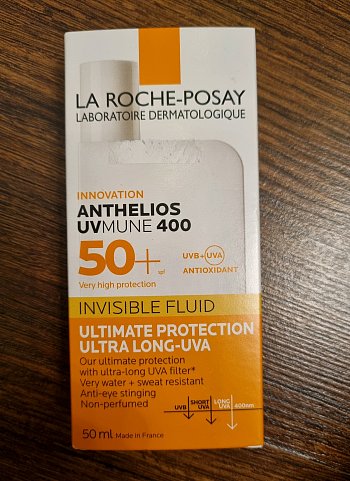 LA ROCHE-POSAY
LABORATOIRE DERMATOLOGIQUE
INNOVATION
ANTHELIOS
UVMUNE 400
50+ spf
UVB+UVA
ANTIOXIDANT
Very high protection
INVISIBLE FLUID
ULTIMATE PROTECTION
ULTRA LONG-UVA
Our ultimate protection
with ultra-long UVA filter*
Very water + sweat resistant
Anti-eye stinging
Non-perfumed
UVB
SHORT UVA
LONG UVA
400nm
50 ml Made in France